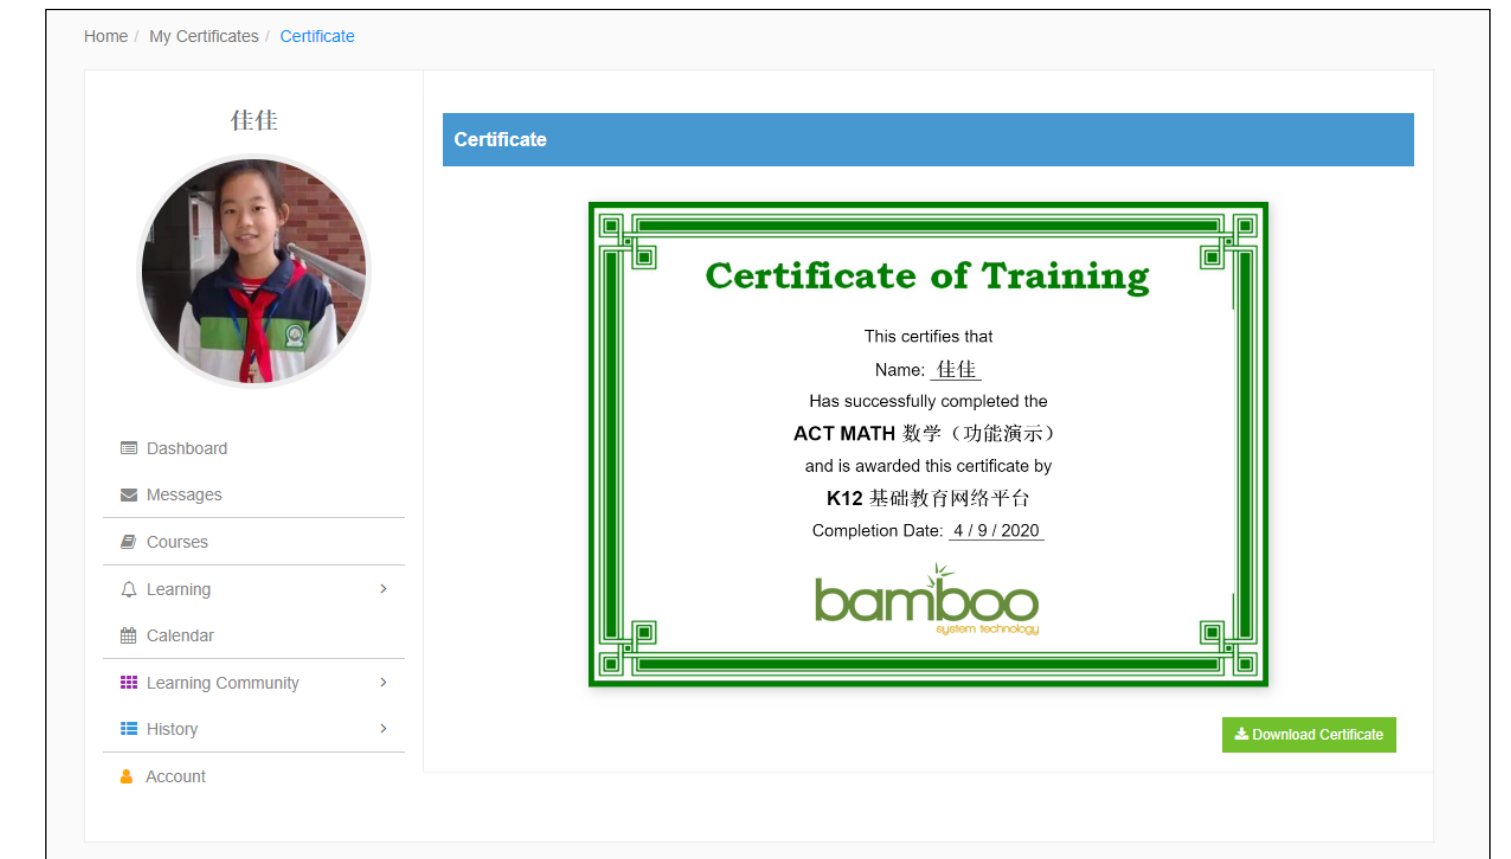 Home / My Certificates / Certificate
佳佳
Dashboard
Messages
Courses
Learning
Calendar
Learning Community
History
Account
Certificate
Certificate of Training
This certifies that
Name: 佳佳
Has successfully completed the
ACT MATH 数学（功能演示）
and is awarded this certificate by
K12 基础教育网络平台
Completion Date: 4 / 9 / 2020
bamboo
system technology
Download Certificate